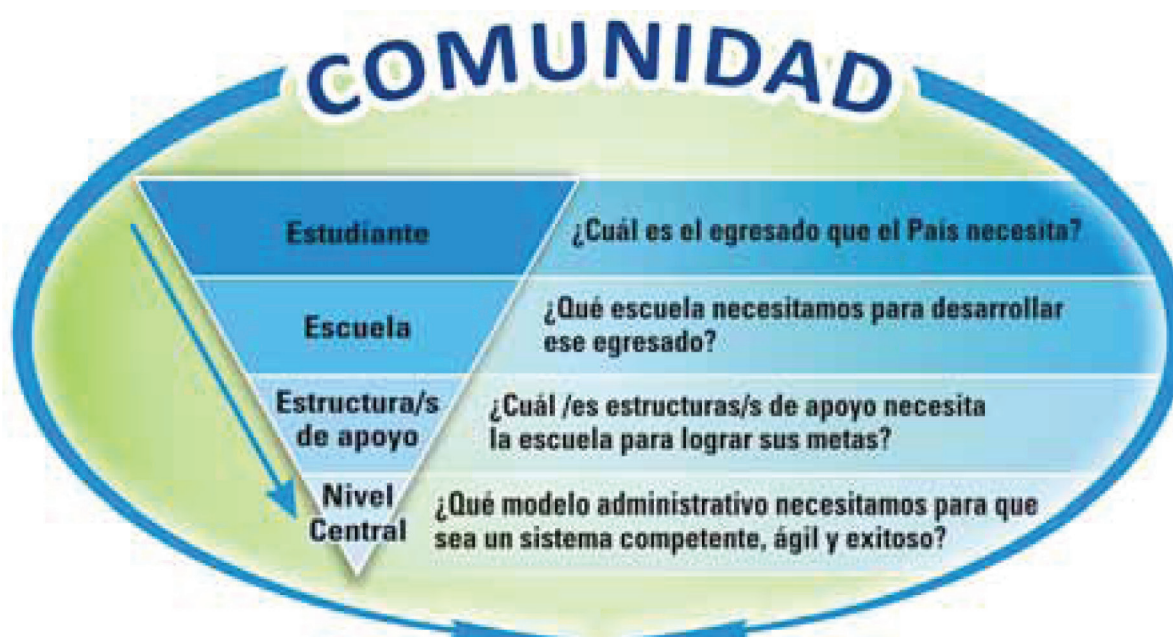 COMUNIDAD
Estudiante
¿Cuál es el egresado que el País necesita?
Escuela
¿Qué escuela necesitamos para desarrollar
ese egresado?
Estructura/s
de apoyo
¿Cuál /es estructuras/s de apoyo necesita
la escuela para lograr sus metas?
Nivel
Central
¿Qué modelo administrativo necesitamos para que
sea un sistema competente, ágil y exitoso?